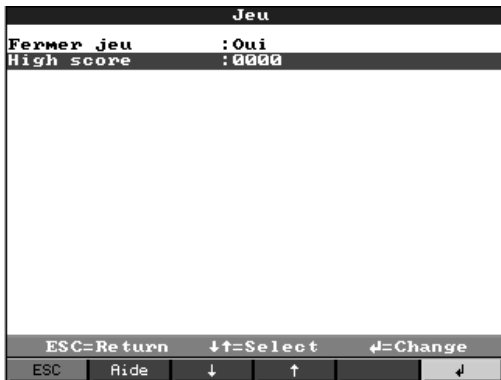 Jeu
Fermer jeu :Oui
High score :0000
ESC=Return ↓↑=Select ↵=Change
ESC Aide ↓ ↑ ↵